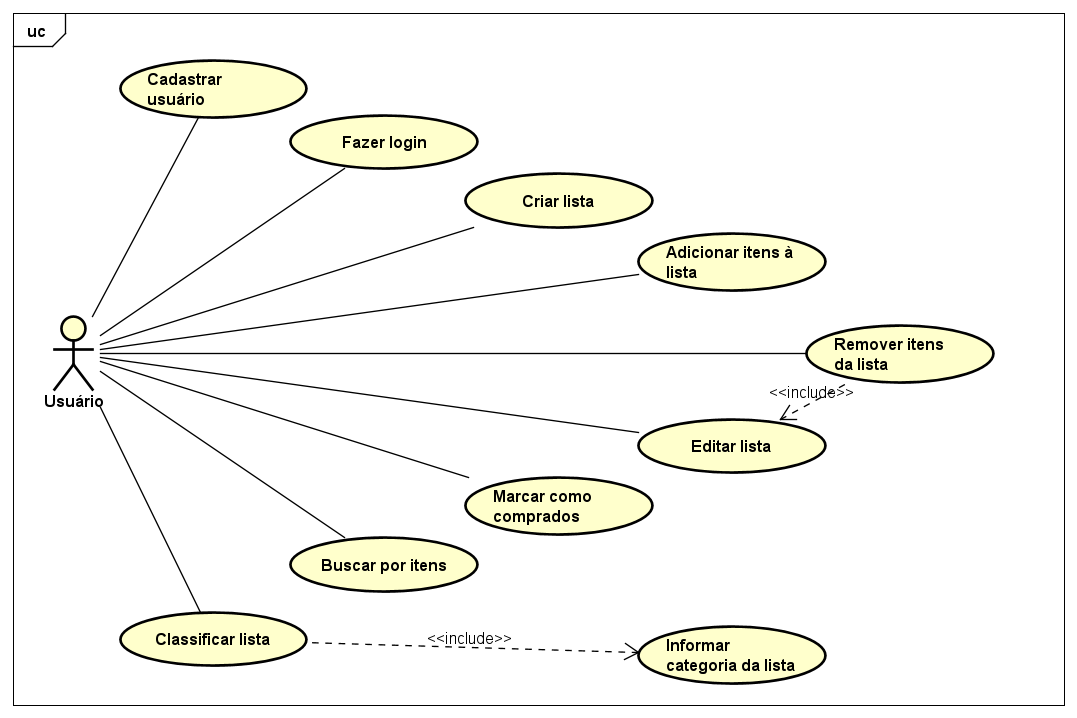 uc
Cadastrar
usuário
Fazer login
Criar lista
Adicionar itens à
lista
Remover itens
da lista
<<include>>
Usuário
Editar lista
Marcar como
comprados
Buscar por itens
Classificar lista
<<include>>
Informar
categoria da lista